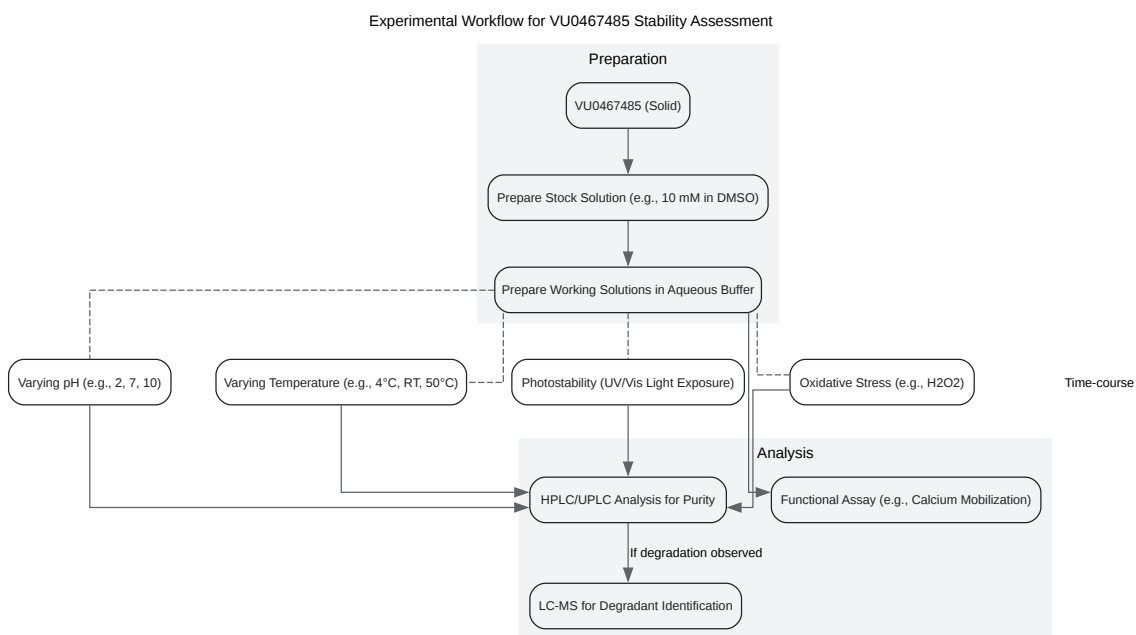 Experimental Workflow for VU0467485 Stability Assessment
Preparation
VU0467485 (Solid)
Prepare Stock Solution (e.g., 10 mM in DMSO)
Prepare Working Solutions in Aqueous Buffer
Varying pH (e.g., 2, 7, 10)
Varying Temperature (e.g., 4°C, RT, 50°C)
Photostability (UV/Vis Light Exposure)
Oxidative Stress (e.g., H2O2)
Time-course
Analysis
HPLC/UPLC Analysis for Purity
Functional Assay (e.g., Calcium Mobilization)
If degradation observed
LC-MS for Degradant Identification